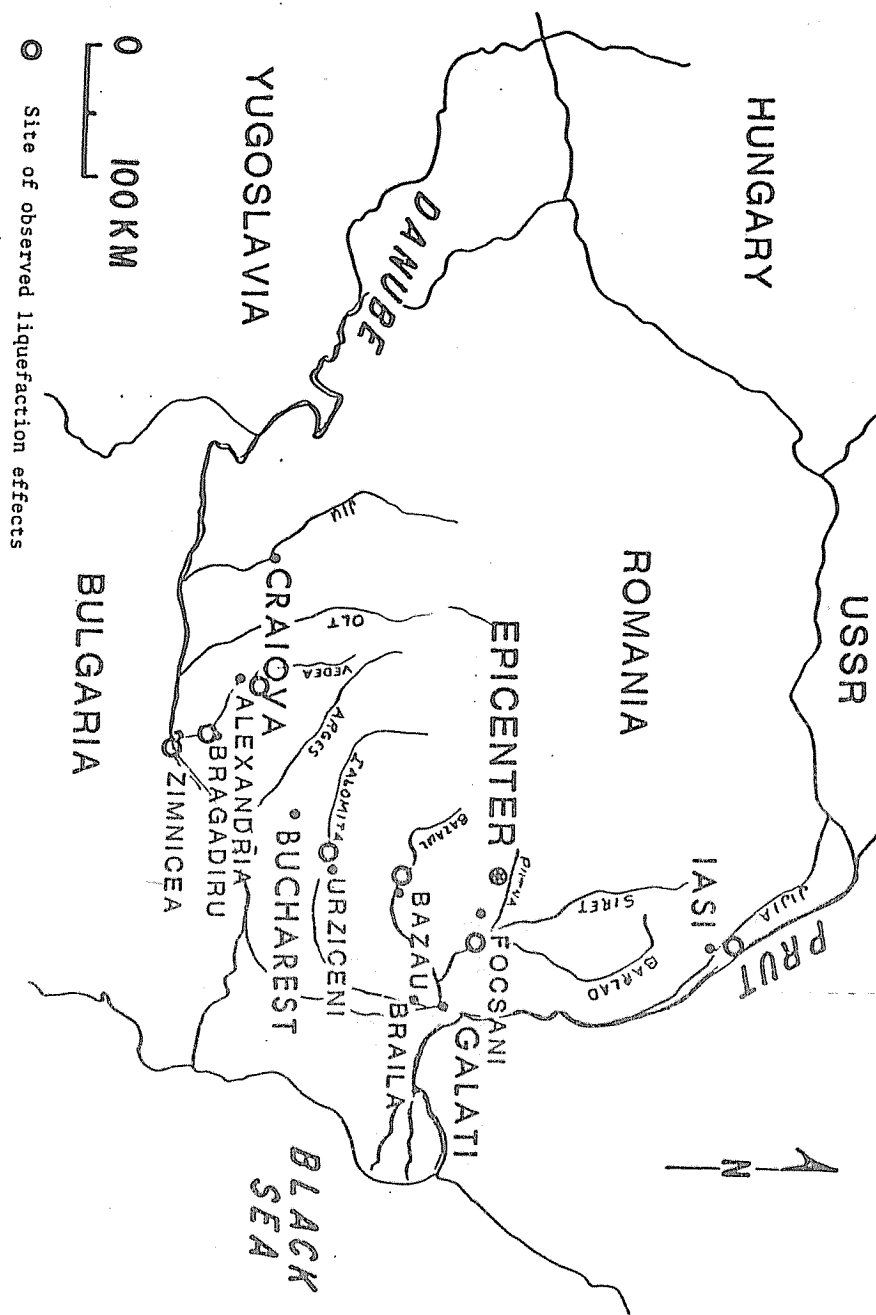 HUNGARY
USSR
ROMANIA
YUGOSLAVIA
DANUBE
BULGARIA
BLACK
SEA
N
PRUT
JIJIA
IASI
SIRET
BARLAD
EPICENTER
FOCSANI
GALATI
BRAILA
BAZAU
BAZAUL
URZICENI
IALOMITA
BUCHAREST
ARGES
VEDEA
OLT
JIU
CRAIOVA
ALEXANDRIA
BRAGADIRU
ZIMNICEA
0 100 KM
Site of observed liquefaction effects